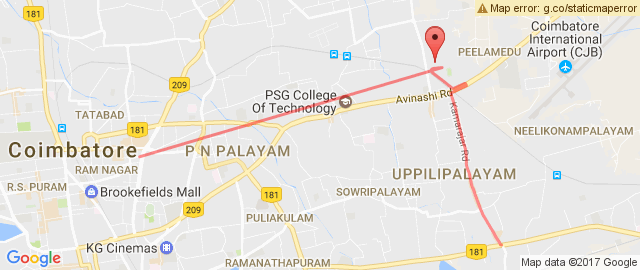 Map error: g.co/staticmaperror
Coimbatore
International
Airport (CJB)
PEELAMEDU
209
181
PSG College
Of Technology
Avinashi Rd
TATABAD
181
Kamarajar Rd
NEELIKONAMPALAYAM
Coimbatore
P N PALAYAM
RAM NAGAR
UPPILIPALAYAM
R.S. PURAM
Brookefields Mall
SOWRIPALAYAM
181
209
PULIAKULAM
KG Cinemas
181
RAMANATHAPURAM
Google
Map data ©2017 Google